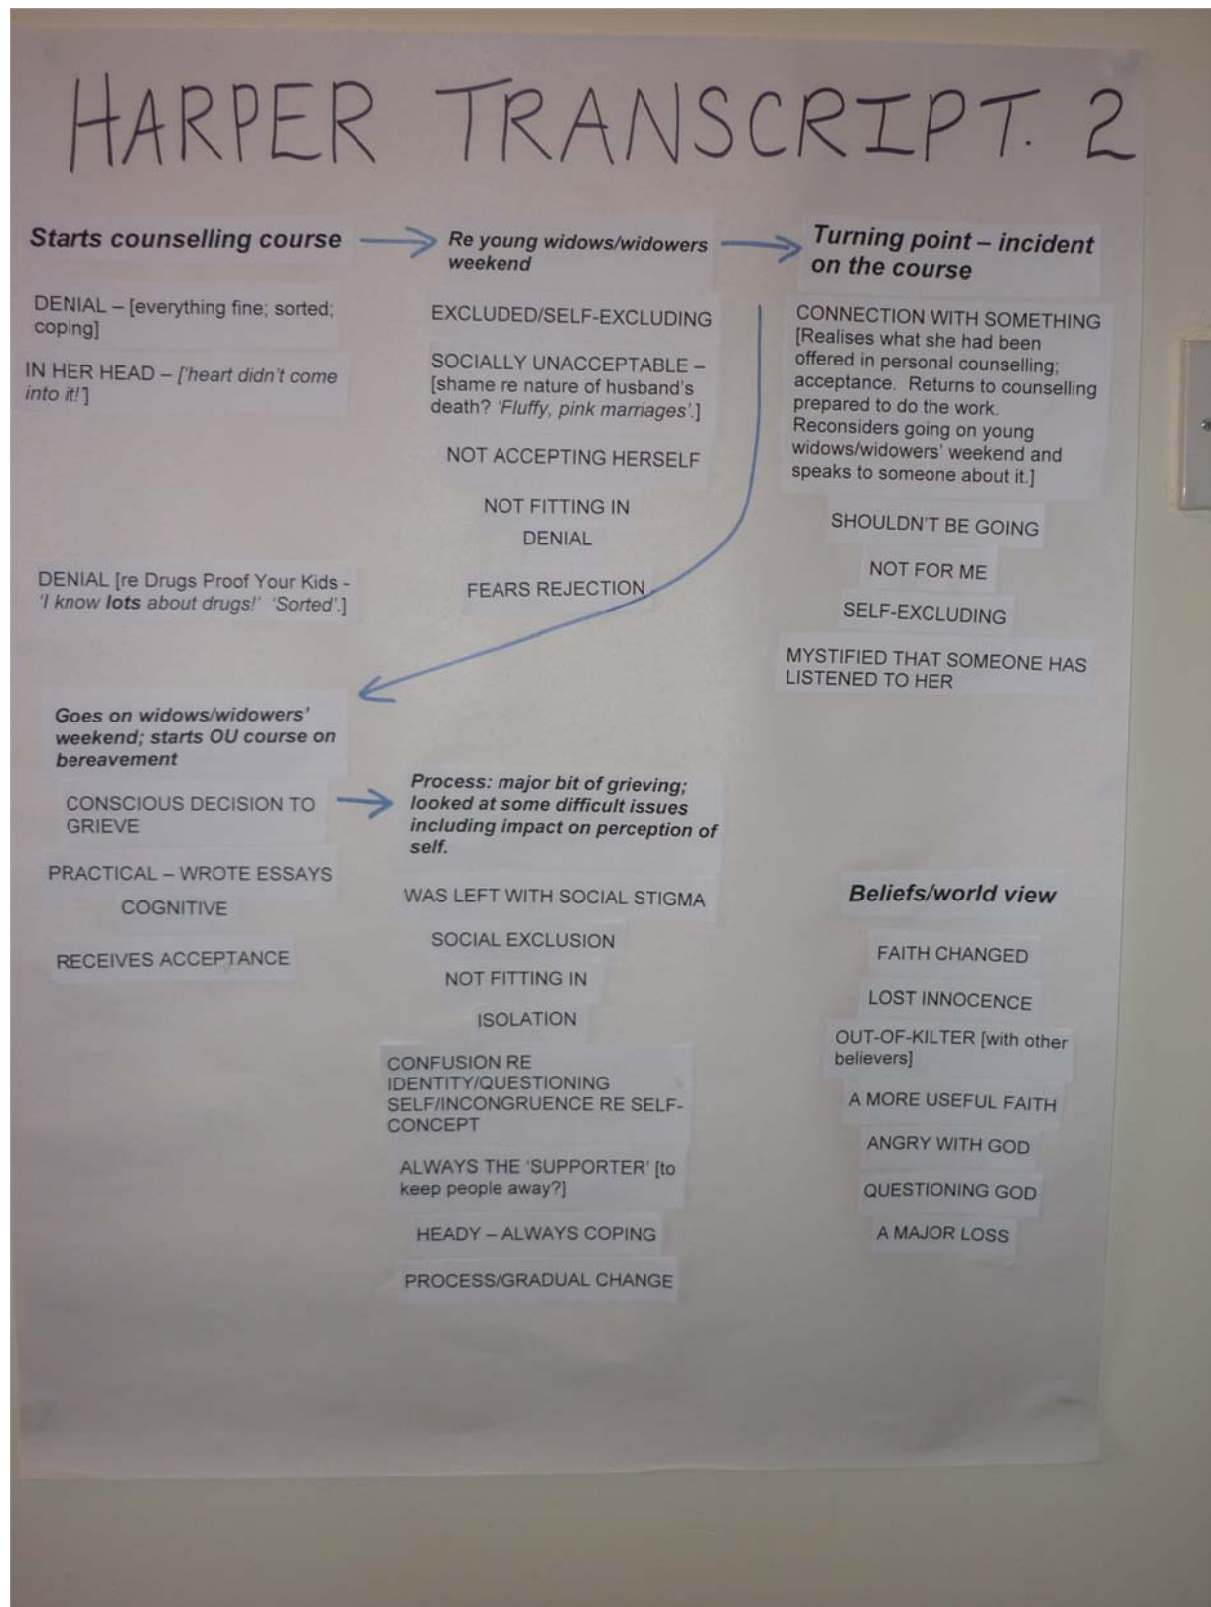 HARPER TRANSCRIPT. 2
Starts counselling course
DENIAL – [everything fine; sorted;
coping]
IN HER HEAD – ['heart didn't come
into it!']
DENIAL [re Drugs Proof Your Kids -
'I know lots about drugs!' 'Sorted'.]
Re young widows/widowers
weekend
EXCLUDED/SELF-EXCLUDING
SOCIALLY UNACCEPTABLE –
[shame re nature of husband's
death? 'Fluffy, pink marriages'.]
NOT ACCEPTING HERSELF
NOT FITTING IN
DENIAL
FEARS REJECTION
Turning point – incident
on the course
CONNECTION WITH SOMETHING
[Realises what she had been
offered in personal counselling;
acceptance. Returns to counselling
prepared to do the work.
Reconsiders going on young
widows/widowers' weekend and
speaks to someone about it.]
SHOULDN'T BE GOING
NOT FOR ME
SELF-EXCLUDING
MYSTIFIED THAT SOMEONE HAS
LISTENED TO HER
Goes on widows/widowers'
weekend; starts OU course on
bereavement
CONSCIOUS DECISION TO
GRIEVE
PRACTICAL – WROTE ESSAYS
COGNITIVE
RECEIVES ACCEPTANCE
Process: major bit of grieving;
looked at some difficult issues
including impact on perception of
self.
WAS LEFT WITH SOCIAL STIGMA
SOCIAL EXCLUSION
NOT FITTING IN
ISOLATION
CONFUSION RE
IDENTITY/QUESTIONING
SELF/INCONGRUENCE RE SELF-
CONCEPT
ALWAYS THE 'SUPPORTER' [to
keep people away?]
HEADY – ALWAYS COPING
PROCESS/GRADUAL CHANGE
Beliefs/world view
FAITH CHANGED
LOST INNOCENCE
OUT-OF-KILTER [with other
believers]
A MORE USEFUL FAITH
ANGRY WITH GOD
QUESTIONING GOD
A MAJOR LOSS